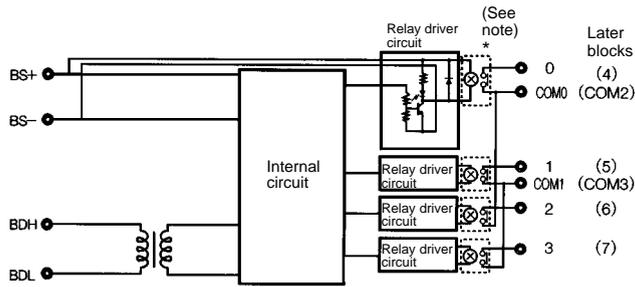 Relay driver
circuit
(See
note)
*
Later
blocks
BS+
0 (4)
COM0 (COM2)
BS−
Internal
circuit
Relay driver
circuit
1 (5)
COM1 (COM3)
Relay driver
circuit
2 (6)
BDH
Relay driver
circuit
3 (7)
BDL